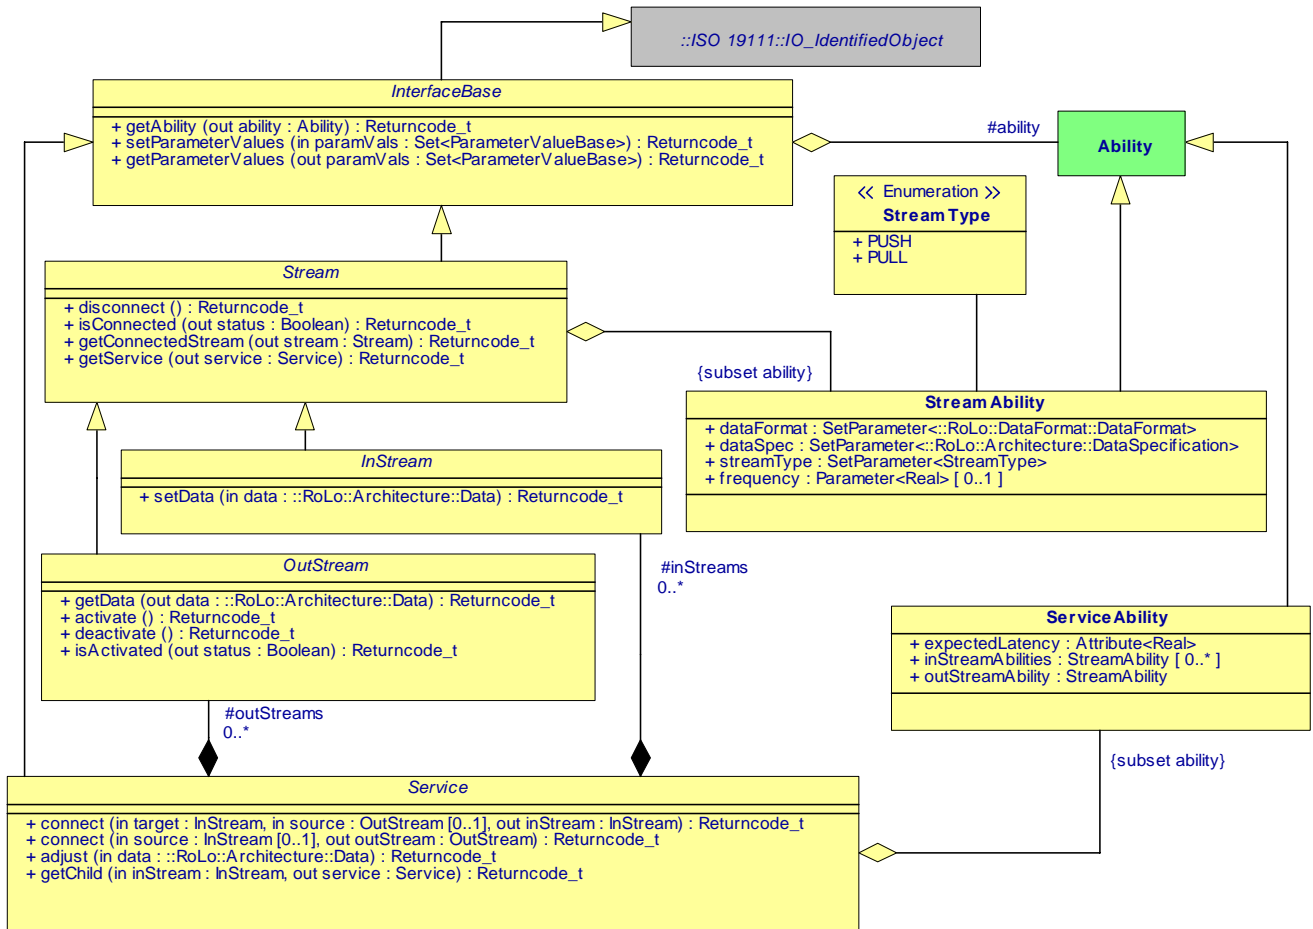 ::ISO 19111::IO_IdentifiedObject
InterfaceBase
+ getAbility (out ability : Ability) : Returncode_t
+ setParameterValues (in paramVals : Set<ParameterValueBase>) : Returncode_t
+ getParameterValues (out paramVals : Set<ParameterValueBase>) : Returncode_t
#ability
Ability
<< Enumeration >>
StreamType
+ PUSH
+ PULL
Stream
+ disconnect () : Returncode_t
+ isConnected (out status : Boolean) : Returncode_t
+ getConnectedStream (out stream : Stream) : Returncode_t
+ getService (out service : Service) : Returncode_t
{subset ability}
StreamAbility
+ dataFormat : SetParameter<::RoLo::DataFormat::DataFormat>
+ dataSpec : SetParameter<::RoLo::Architecture::DataSpecification>
+ streamType : SetParameter<StreamType>
+ frequency : Parameter<Real> [ 0..1 ]
InStream
+ setData (in data : ::RoLo::Architecture::Data) : Returncode_t
#inStreams
0..*
OutStream
+ getData (out data : ::RoLo::Architecture::Data) : Returncode_t
+ activate () : Returncode_t
+ deactivate () : Returncode_t
+ isActivated (out status : Boolean) : Returncode_t
#outStreams
0..*
ServiceAbility
+ expectedLatency : Attribute<Real>
+ inStreamAbilities : StreamAbility [ 0..* ]
+ outStreamAbility : StreamAbility
{subset ability}
Service
+ connect (in target : InStream, in source : OutStream [0..1], out inStream : InStream) : Returncode_t
+ connect (in source : InStream [0..1], out outStream : OutStream) : Returncode_t
+ adjust (in data : ::RoLo::Architecture::Data) : Returncode_t
+ getChild (in inStream : InStream, out service : Service) : Returncode_t